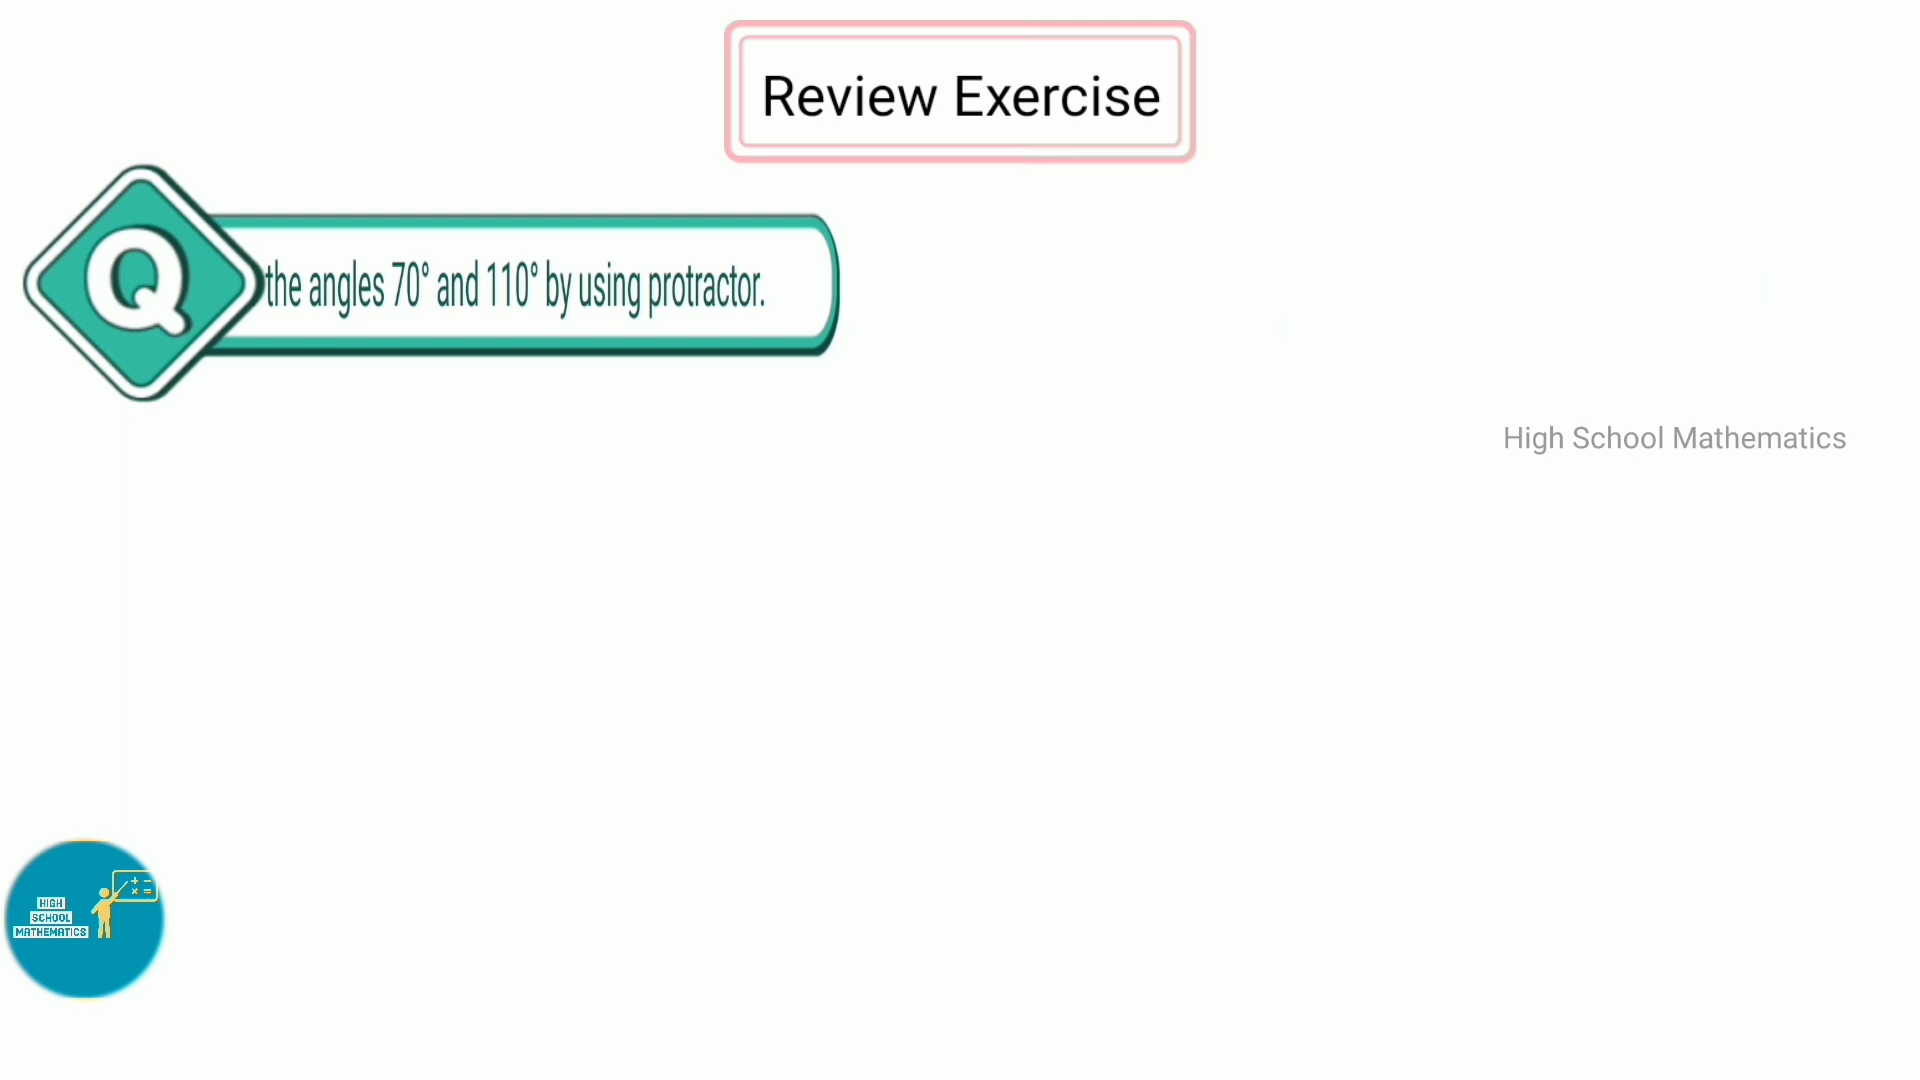 Review Exercise
Q
the angles 70° and 110° by using protractor.
High School Mathematics
HIGH
SCHOOL
MATHEMATICS
+ −
× =